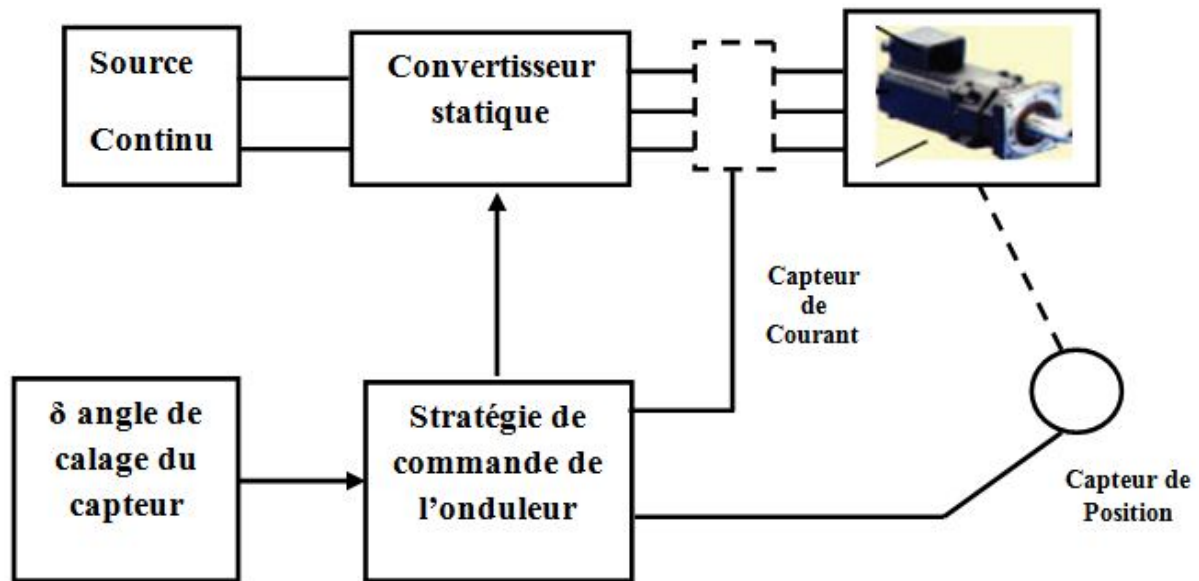 Source
Continu
Convertisseur
statique
Capteur
de
Courant
δ angle de
calage du
capteur
Stratégie de
commande de
l’onduleur
Capteur de
Position